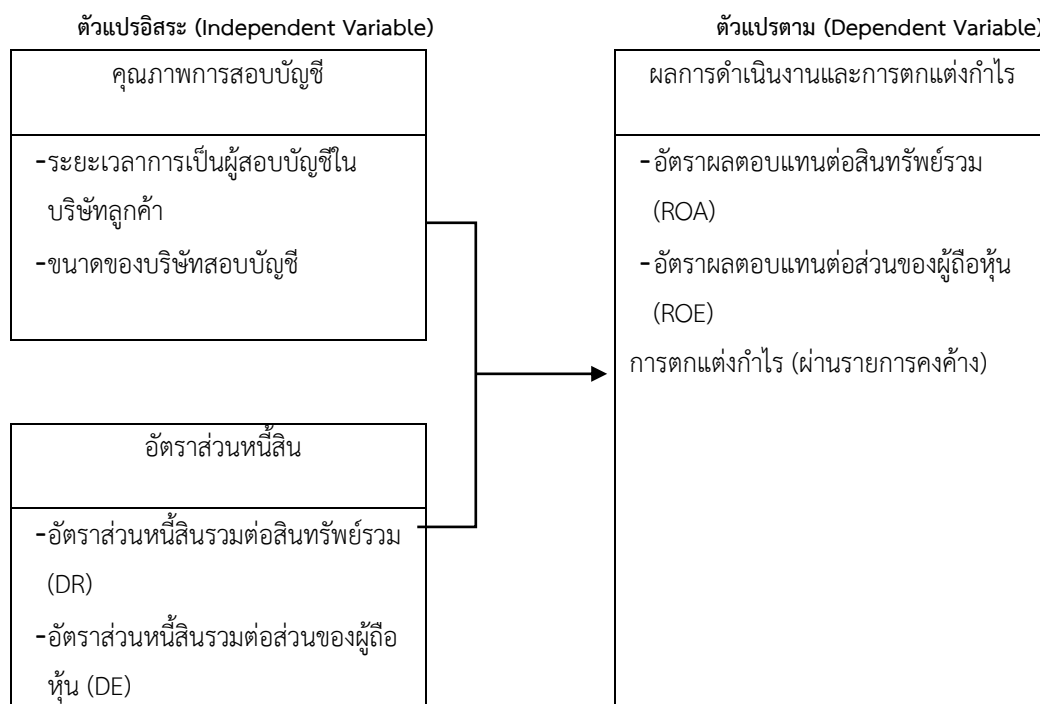 ตัวแปรอิสระ (Independent Variable)
คุณภาพการสอบบัญชี
-ระยะเวลาการเป็นผู้สอบบัญชีใน
บริษัทลูกค้า
-ขนาดของบริษัทสอบบัญชี
อัตราส่วนหนี้สิน
-อัตราส่วนหนี้สินรวมต่อสินทรัพย์รวม
(DR)
-อัตราส่วนหนี้สินรวมต่อส่วนของผู้ถือ
หุ้น (DE)
ตัวแปรตาม (Dependent Variable)
ผลการดำเนินงานและการตกแต่งกำไร
-อัตราผลตอบแทนต่อสินทรัพย์รวม
(ROA)
-อัตราผลตอบแทนต่อส่วนของผู้ถือหุ้น
(ROE)
การตกแต่งกำไร (ผ่านรายการคงค้าง)